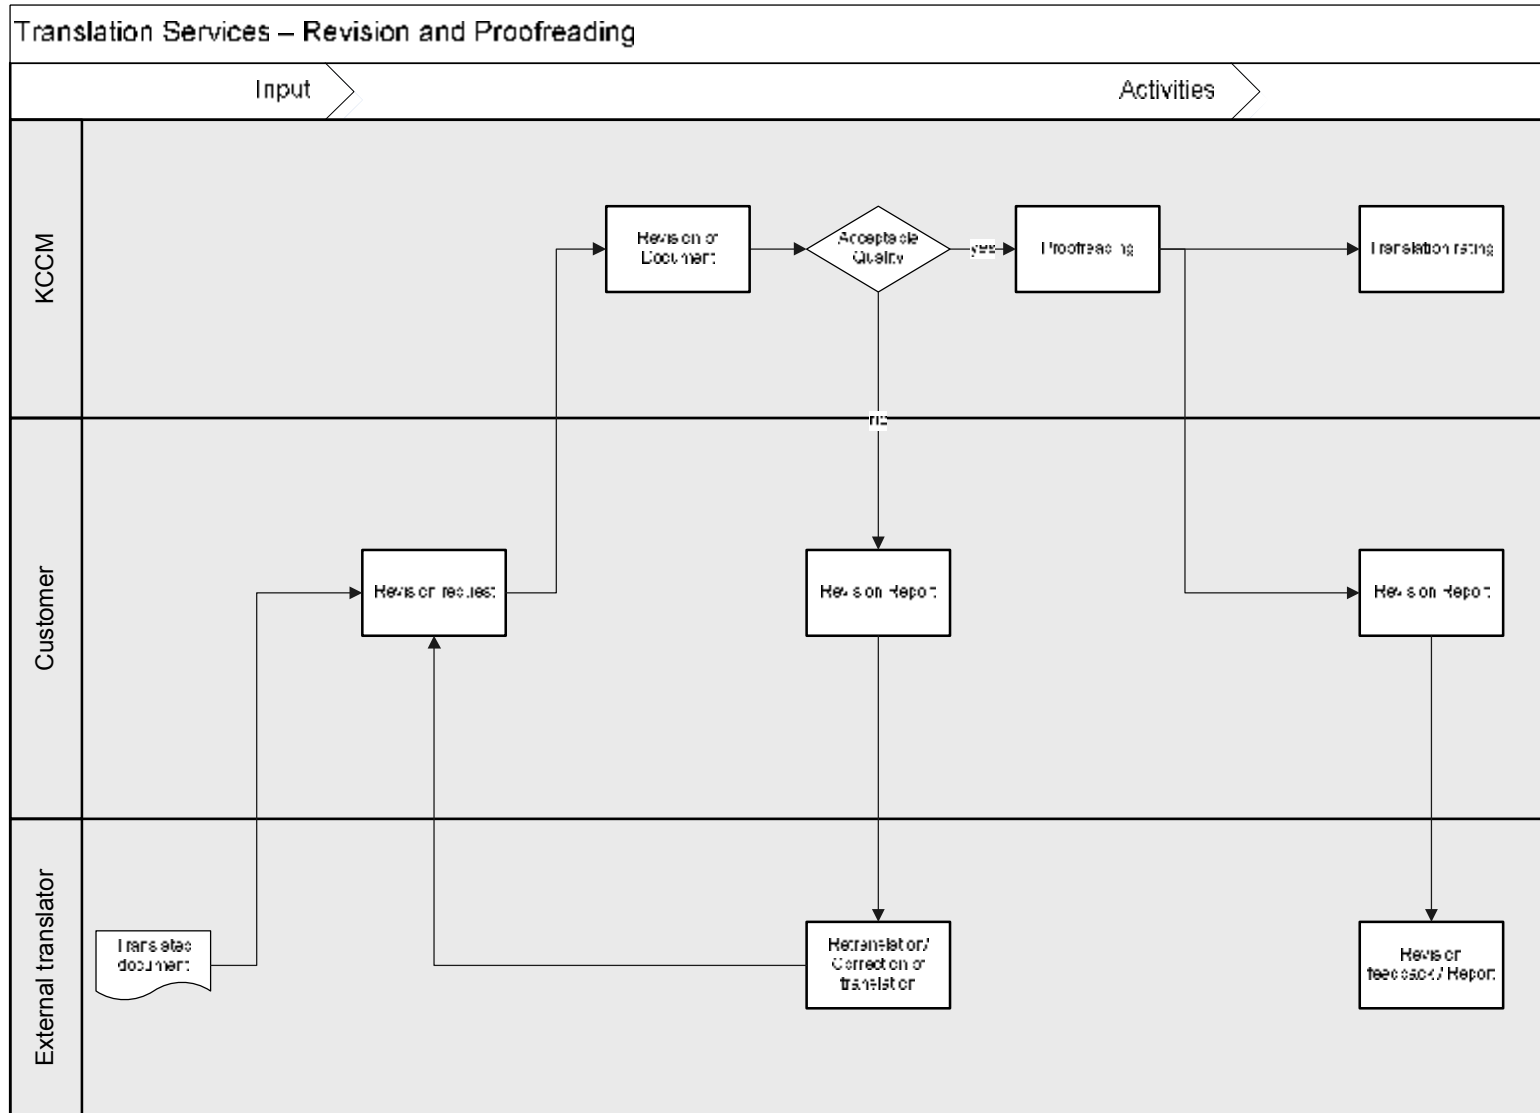 Translation Services – Revision and Proofreading
Input
Activities
KCCM
Revision of
Document
Acceptable
Quality
yes
Proofreading
Translation rating
no
Customer
Revision request
Revision Report
Revision Report
External translator
Translated
document
Retranslation/
Correction of
translation
Revision
feedback/ Report